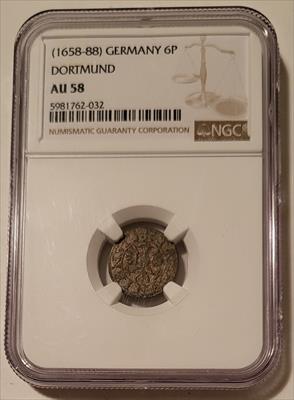 (1658-88) GERMANY 6P
DORTMUND
AU 58
5981762-032
NUMISMATIC GUARANTY CORPORATION
NGC